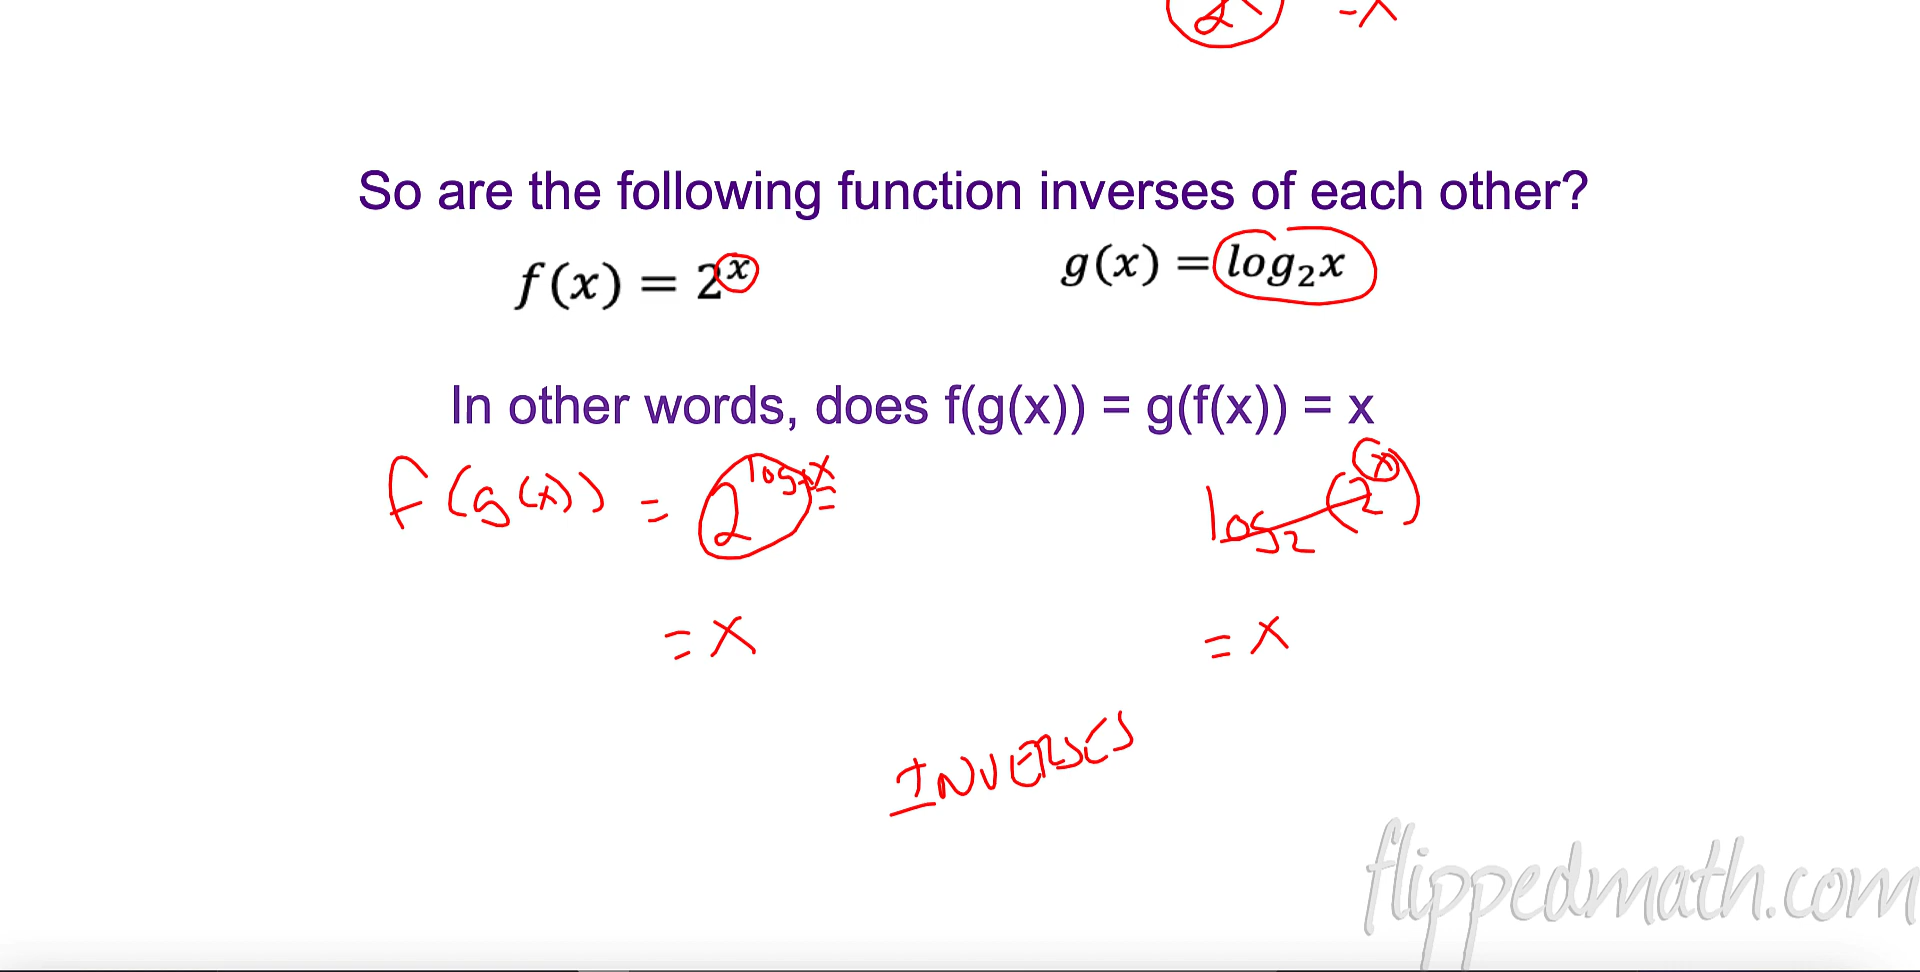 2 = x
So are the following function inverses of each other?
f(x) = 2^x g(x) = log₂x
In other words, does f(g(x)) = g(f(x)) = x
f(g(x)) = 2^(log₂x) = log₂(2^(x))
= x = x
INVERSES
flippedmath.com